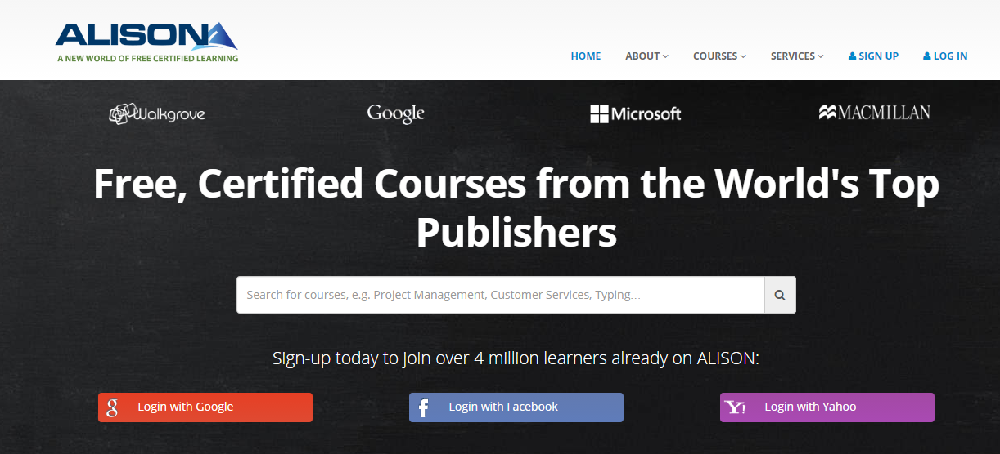 ALISON
A NEW WORLD OF FREE CERTIFIED LEARNING
HOME ABOUT COURSES SERVICES SIGN UP LOG IN
Walkgrove Google Microsoft MACMILLAN
Free, Certified Courses from the World's Top
Publishers
Search for courses, e.g. Project Management, Customer Services, Typing...
Sign-up today to join over 4 million learners already on ALISON:
g Login with Google f Login with Facebook Y! Login with Yahoo